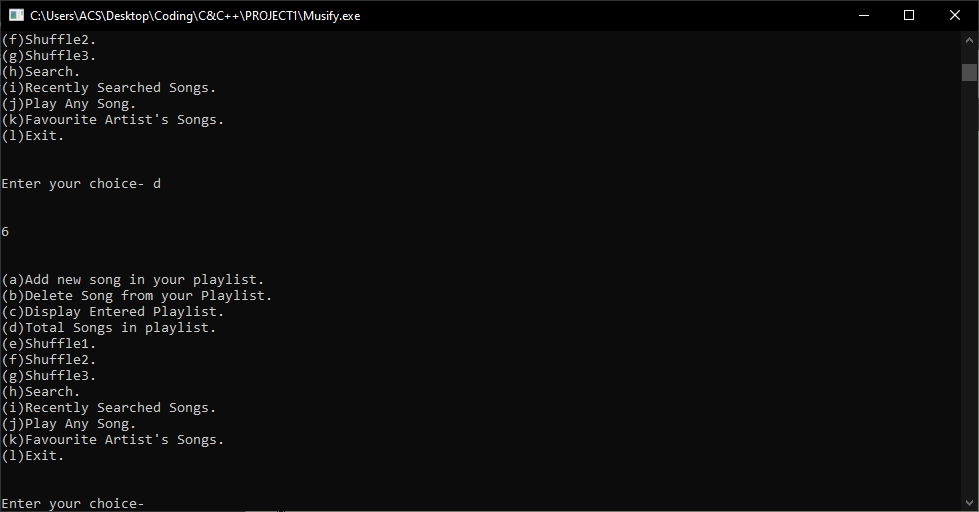 C:\Users\ACS\Desktop\Coding\C&C++\PROJECT1\Musify.exe
(f)Shuffle2.
(g)Shuffle3.
(h)Search.
(i)Recently Searched Songs.
(j)Play Any Song.
(k)Favourite Artist's Songs.
(l)Exit.
Enter your choice- d
6
(a)Add new song in your playlist.
(b)Delete Song from your Playlist.
(c)Display Entered Playlist.
(d)Total Songs in playlist.
(e)Shuffle1.
(f)Shuffle2.
(g)Shuffle3.
(h)Search.
(i)Recently Searched Songs.
(j)Play Any Song.
(k)Favourite Artist's Songs.
(l)Exit.
Enter your choice-